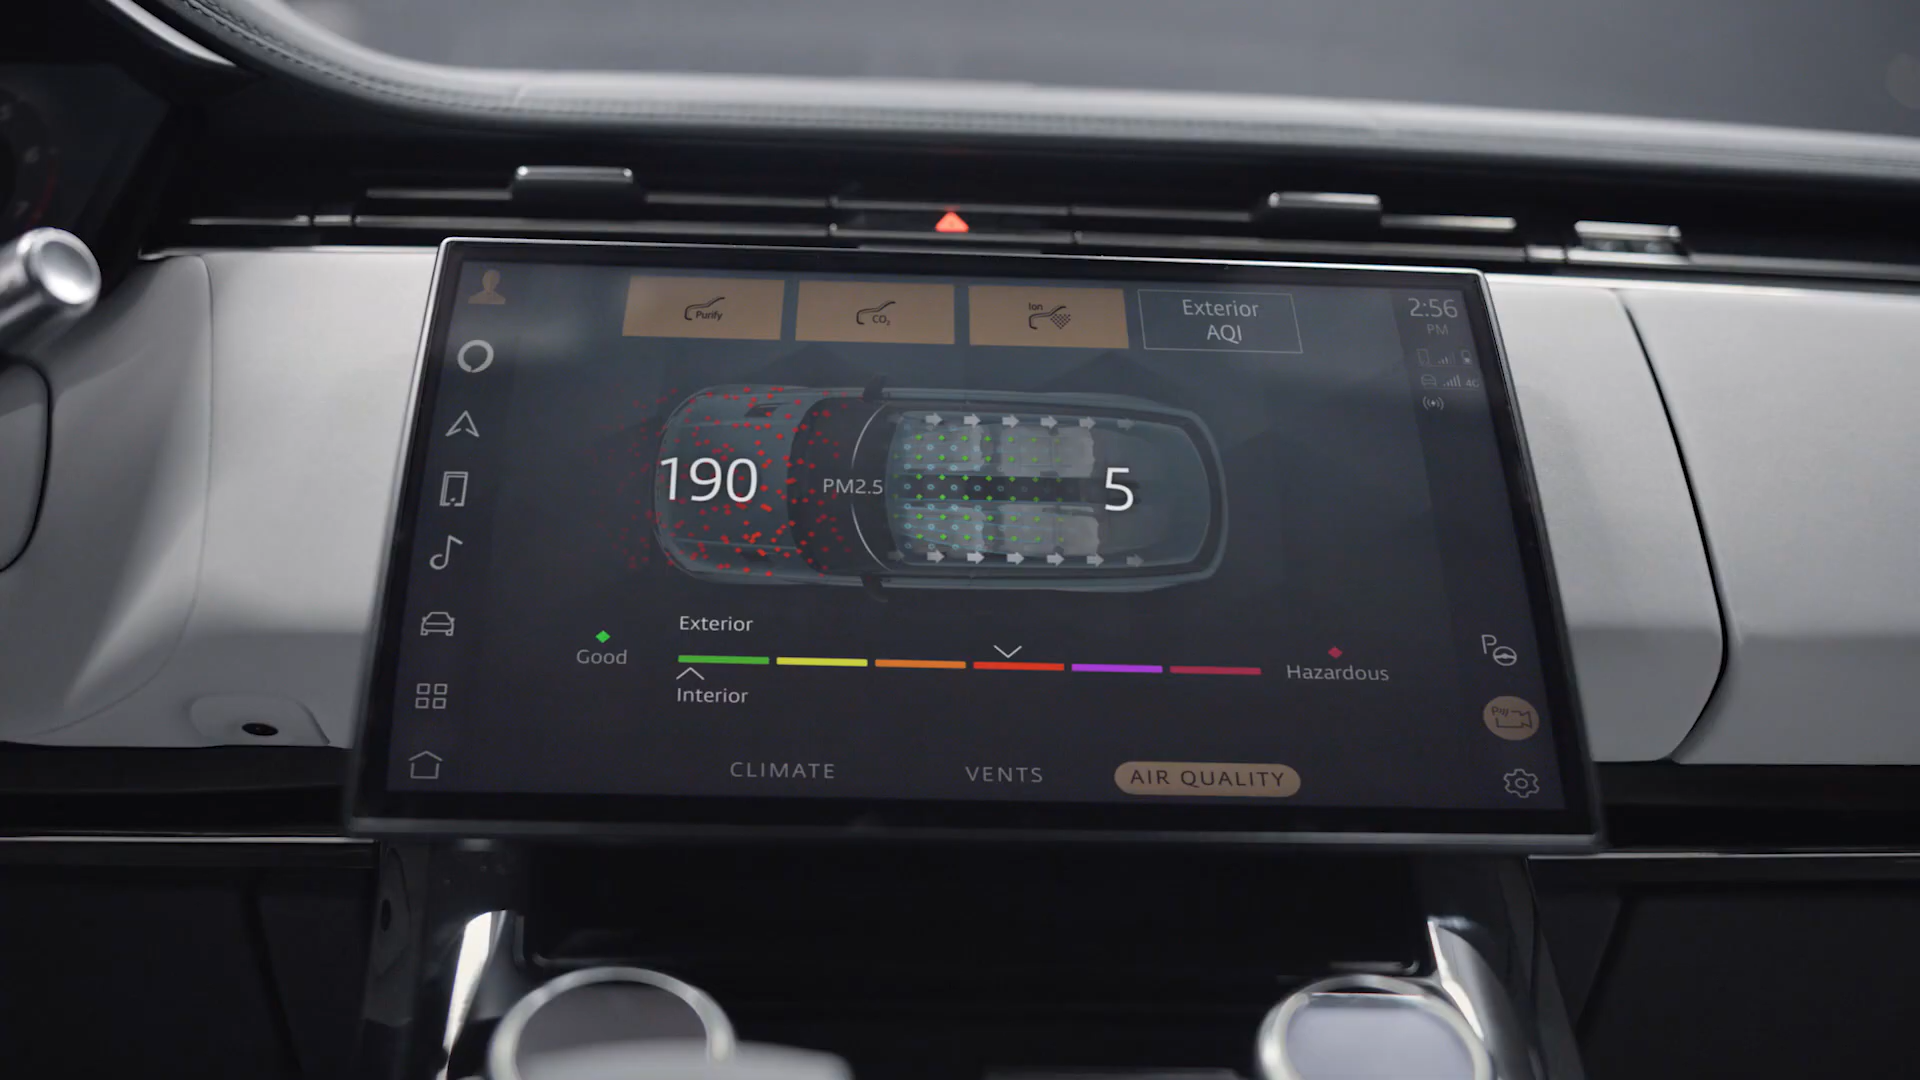 Purify
CO₂
Ion
Exterior
AQI
2:56
PM
4G
190
PM2.5
5
Exterior
Good
Hazardous
Interior
P
CLIMATE
VENTS
AIR QUALITY